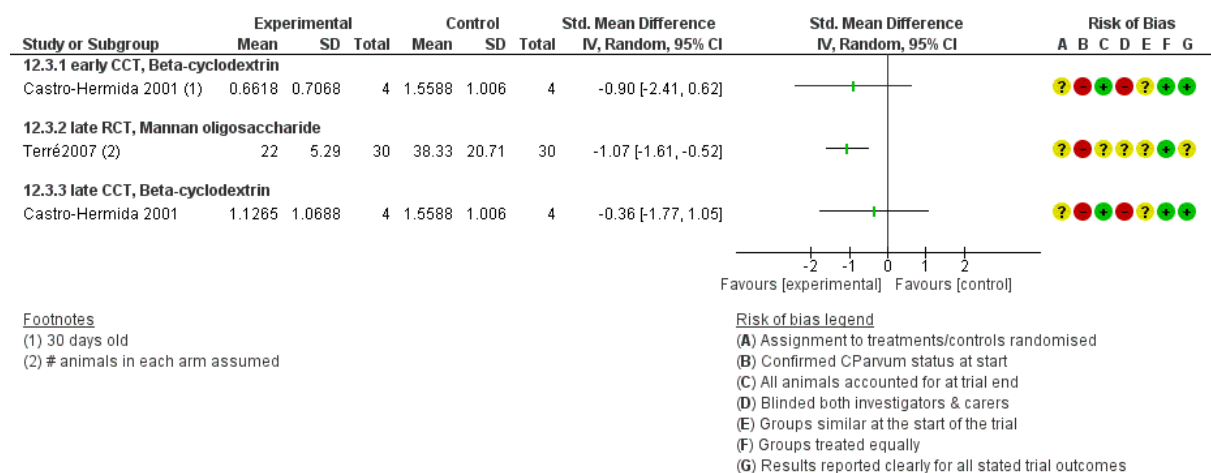 Experimental Control Std. Mean Difference Std. Mean Difference Risk of Bias
Study or Subgroup Mean SD Total Mean SD Total IV, Random, 95% CI IV, Random, 95% CI A B C D E F G
12.3.1 early CCT, Beta-cyclodextrin
Castro-Hermida 2001 (1) 0.6618 0.7068 4 1.5588 1.006 4 -0.90 [-2.41, 0.62] ? - + - ? + +
12.3.2 late RCT, Mannan oligosaccharide
Terré2007 (2) 22 5.29 30 38.33 20.71 30 -1.07 [-1.61, -0.52] ? - ? ? ? + ?
12.3.3 late CCT, Beta-cyclodextrin
Castro-Hermida 2001 1.1265 1.0688 4 1.5588 1.006 4 -0.36 [-1.77, 1.05] ? - + - ? + +
-2 -1 0 1 2
Favours [experimental] Favours [control]
Footnotes
(1) 30 days old
(2) # animals in each arm assumed
Risk of bias legend
(A) Assignment to treatments/controls randomised
(B) Confirmed CParvum status at start
(C) All animals accounted for at trial end
(D) Blinded both investigators & carers
(E) Groups similar at the start of the trial
(F) Groups treated equally
(G) Results reported clearly for all stated trial outcomes